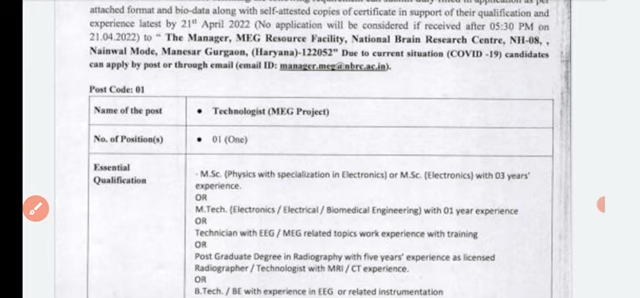 attached format and bio-data along with self-attested copies of certificate in support of their qualification and
experience latest by 21st April 2022 (No application will be considered if received after 05:30 PM on
21.04.2022) to “ The Manager, MEG Resource Facility, National Brain Research Centre, NH-08, ,
Nainwal Mode, Manesar Gurgaon, (Haryana)-122052” Due to current situation (COVID -19) candidates
can apply by post or through email (email ID: manager.meg@nbrc.ac.in).
Post Code: 01
Name of the post • Technologist (MEG Project)
No. of Position(s) • 01 (One)
Essential
Qualification
- M.Sc. (Physics with specialization in Electronics) or M.Sc. (Electronics) with 03 years'
experience.
OR
M.Tech. (Electronics / Electrical / Biomedical Engineering) with 01 year experience
OR
Technician with EEG / MEG related topics work experience with training
OR
Post Graduate Degree in Radiography with five years' experience as licensed
Radiographer / Technologist with MRI / CT experience.
OR
B.Tech. / BE with experience in EEG or related instrumentation